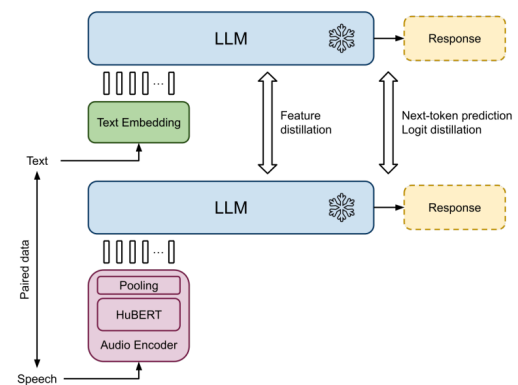 LLM
Response
Text Embedding
Feature
distillation
Next-token prediction
Logit distillation
Text
LLM
Response
Paired data
Pooling
HuBERT
Audio Encoder
Speech